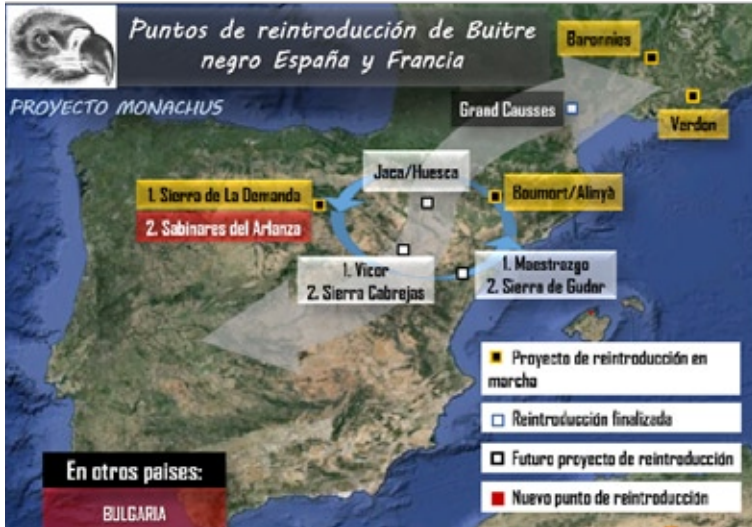 Puntos de reintroducción de Buitre
negro España y Francia
PROYECTO MONACHUS
Baronnies
Grand Causses
Verdon
Jaca/Huesca
1. Sierra de La Demanda
2. Sabinares del Arlanza
Boumort/Alinyà
1. Vicor
2. Sierra Cabrejas
1. Maestrazgo
2. Sierra de Gudar
Proyecto de reintroducción en
marcha
Reintroducción finalizada
Futuro proyecto de reintroducción
Nuevo punto de reintroducción
En otros paises:
BULGARIA